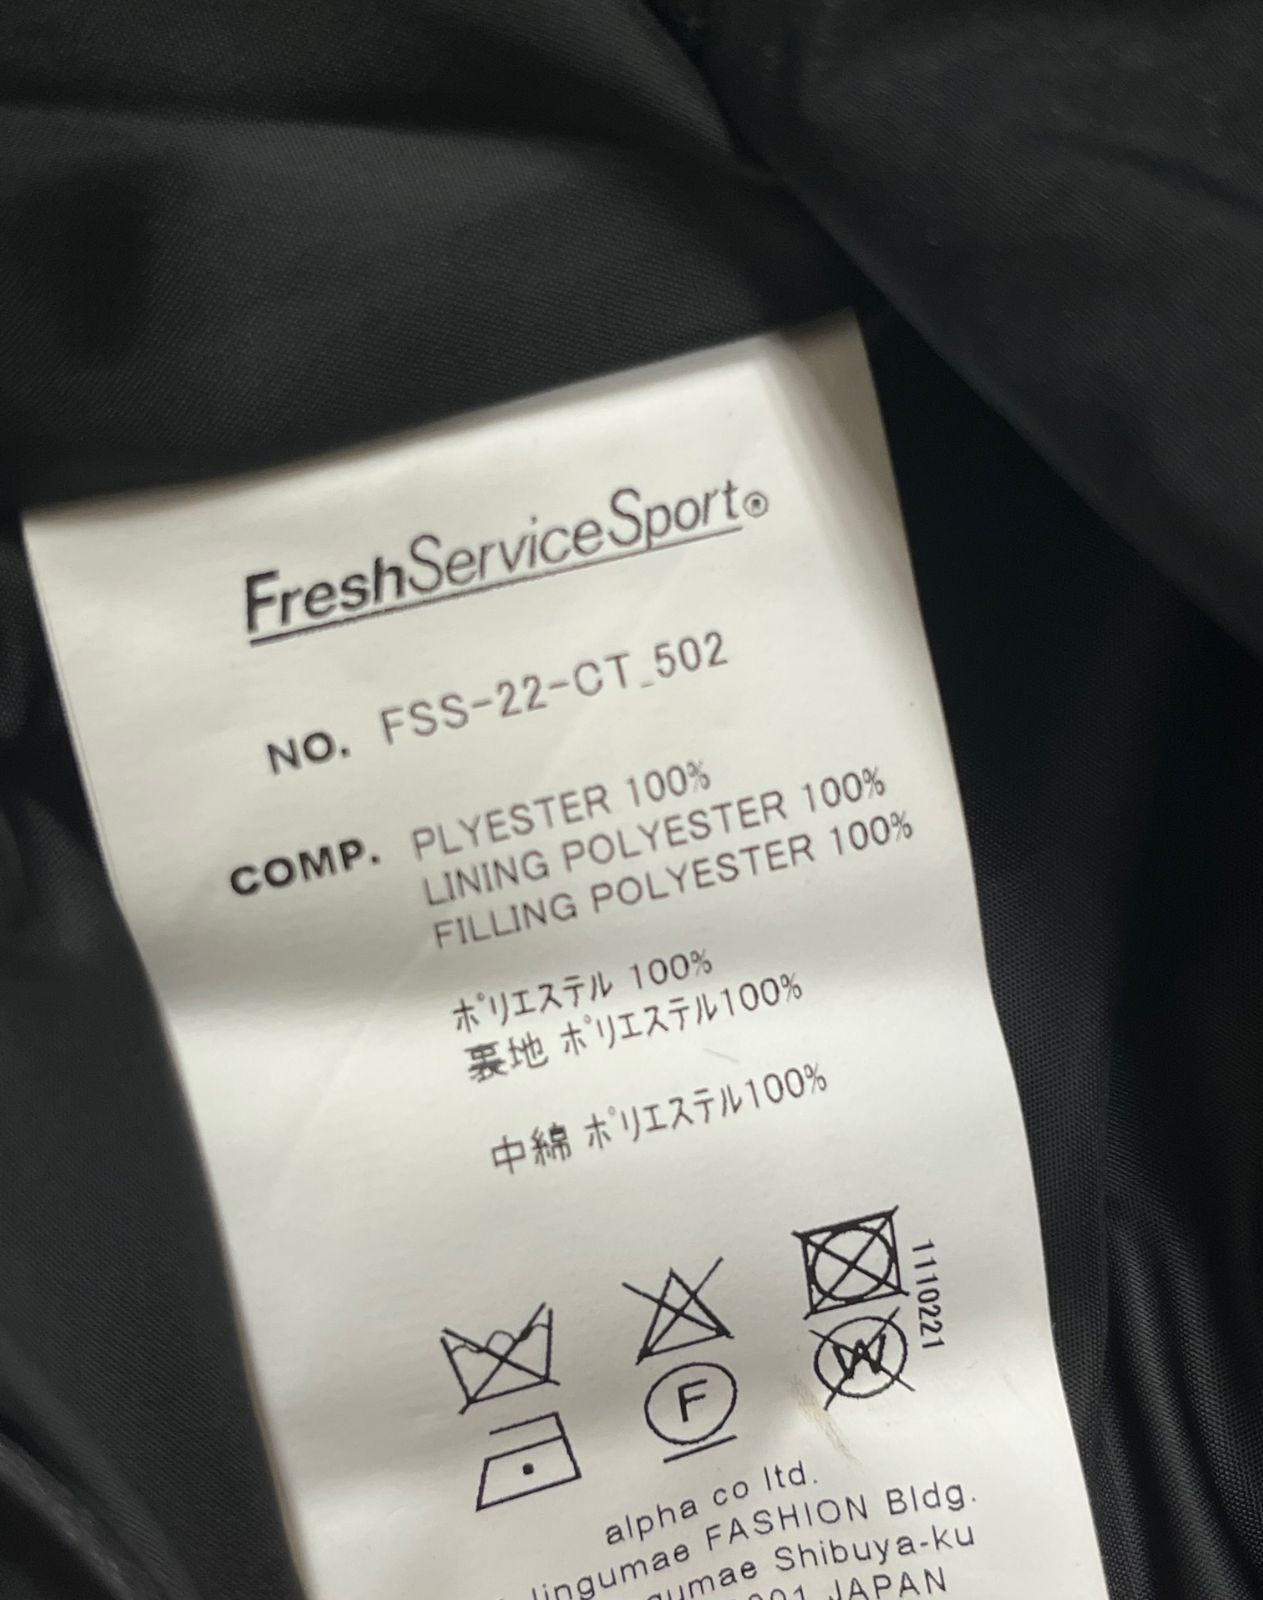 FreshServiceSport®
NO. FSS-22-CT_502
COMP. PLYESTER 100%
LINING POLYESTER 100%
FILLING POLYESTER 100%
ポリエステル 100%
裏地 ポリエステル100%
中綿 ポリエステル100%
1110221
W
F
alpha co ltd.
FASHION Bldg.
Shibuya-ku
JAPAN